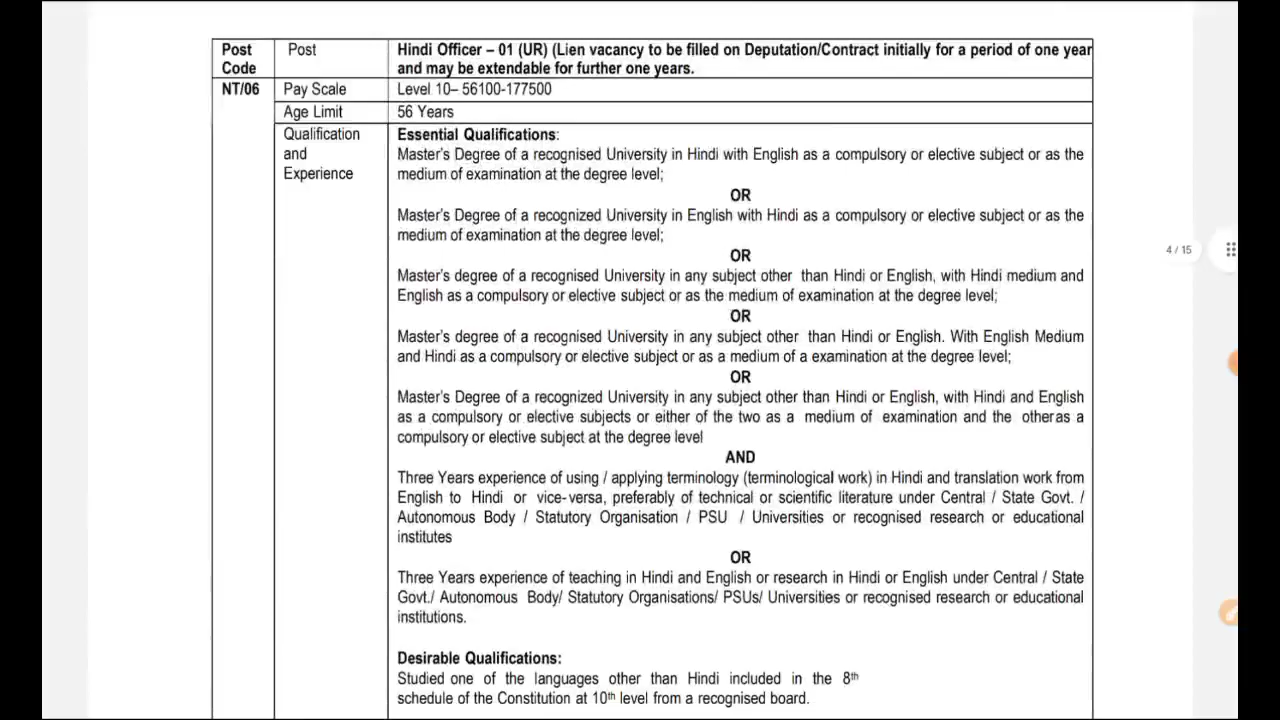 Post Code
Post
Hindi Officer – 01 (UR) (Lien vacancy to be filled on Deputation/Contract initially for a period of one year
and may be extendable for further one years.
NT/06
Pay Scale
Level 10– 56100-177500
Age Limit
56 Years
Qualification
and
Experience
Essential Qualifications:
Master's Degree of a recognised University in Hindi with English as a compulsory or elective subject or as the
medium of examination at the degree level;
OR
Master's Degree of a recognized University in English with Hindi as a compulsory or elective subject or as the
medium of examination at the degree level;
OR
Master's degree of a recognised University in any subject other than Hindi or English, with Hindi medium and
English as a compulsory or elective subject or as the medium of examination at the degree level;
OR
Master's degree of a recognised University in any subject other than Hindi or English. With English Medium
and Hindi as a compulsory or elective subject or as a medium of a examination at the degree level;
OR
Master's Degree of a recognized University in any subject other than Hindi or English, with Hindi and English
as a compulsory or elective subjects or either of the two as a medium of examination and the otheras a
compulsory or elective subject at the degree level
AND
Three Years experience of using / applying terminology (terminological work) in Hindi and translation work from
English to Hindi or vice-versa, preferably of technical or scientific literature under Central / State Govt. /
Autonomous Body / Statutory Organisation / PSU / Universities or recognised research or educational
institutes
OR
Three Years experience of teaching in Hindi and English or research in Hindi or English under Central / State
Govt./ Autonomous Body/ Statutory Organisations/ PSUs/ Universities or recognised research or educational
institutions.
Desirable Qualifications:
Studied one of the languages other than Hindi included in the 8th
schedule of the Constitution at 10th level from a recognised board.
4 / 15